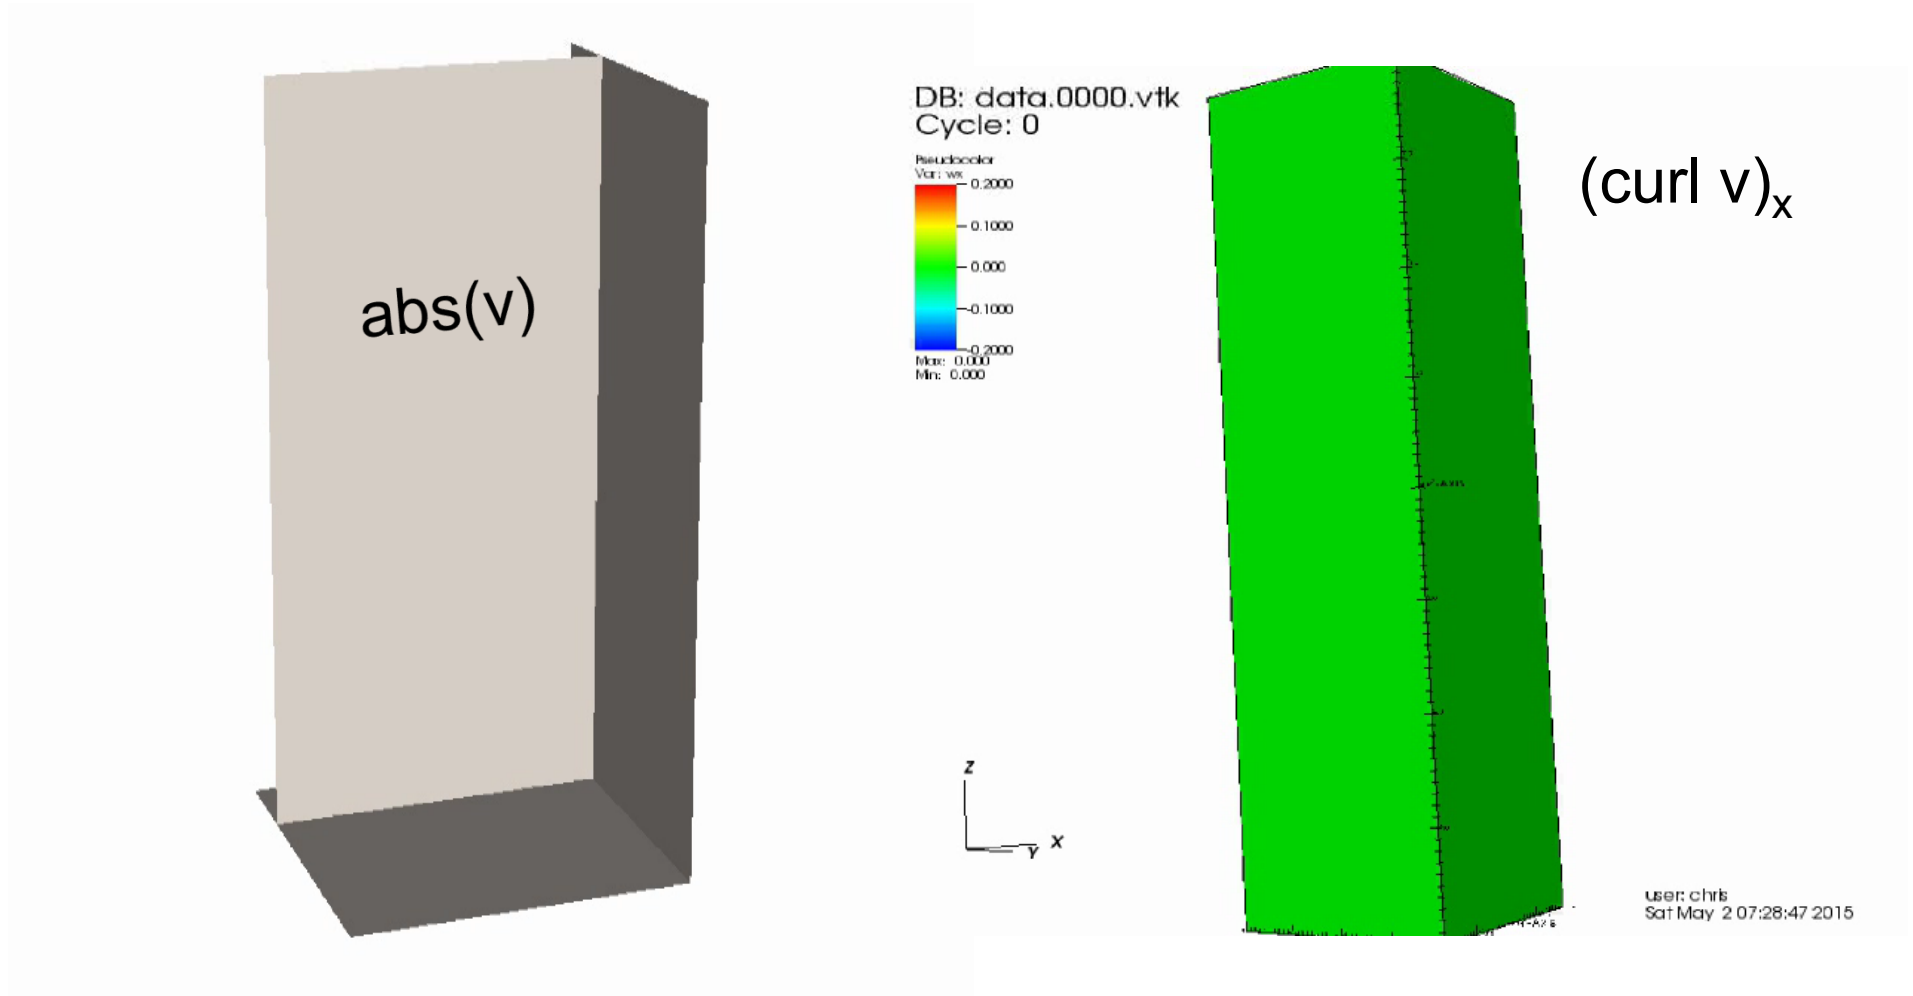 abs(v)
DB: data.0000.vtk
Cycle: 0
Pseudocolor
Var: wx
0.2000
0.1000
0.000
-0.1000
-0.2000
Max: 0.000
Min: 0.000
(curl v)x
Z
X
Y
user: chris
Sat May 2 07:28:47 2015